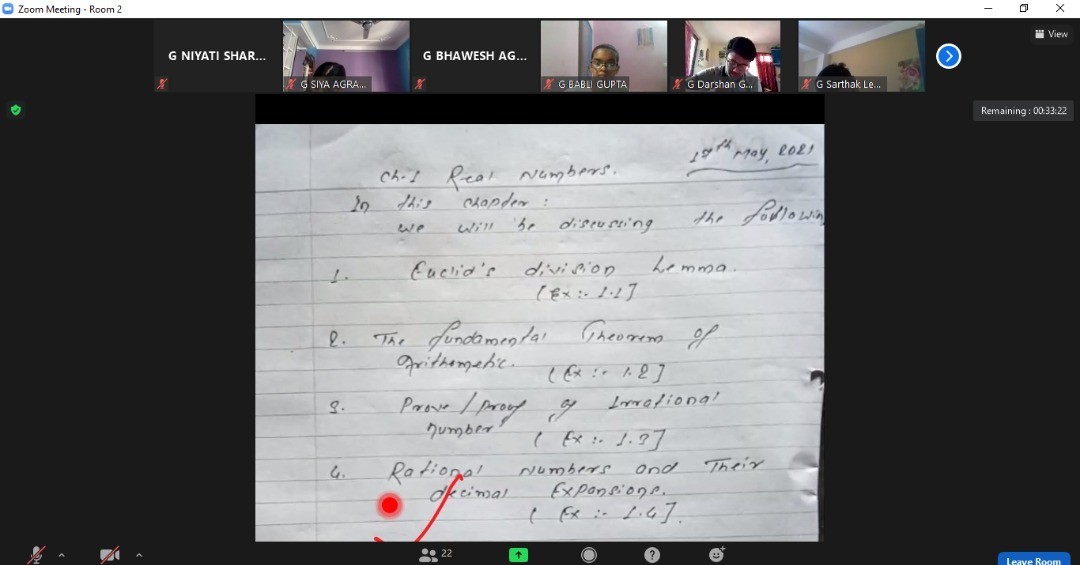 Zoom Meeting - Room 2
View
G NIYATI SHAR...
G SIYA AGRA...
G BHAWESH AG...
G BABLI GUPTA
G Darshan G...
G Sarthak Le...
Remaining : 00:33:22
May, 2021
Ch-1 Real Numbers.
In this chapter :
we will be discussing the followin
1. Euclid's division Lemma.
[Ex :- 1.1]
2. The fundamental Theorem of
Arithemetic.
[Ex :- 1.2]
3. Prove / proof of Irrational
number
[Ex :- 1.3]
4. Rational Numbers and Their
decimal Expansions.
[Ex :- 1.4].
22
Leave Room